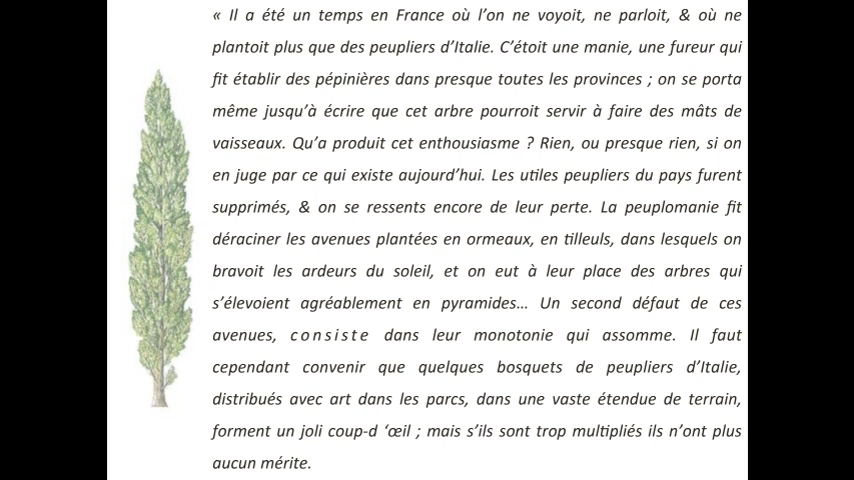 « Il a été un temps en France où l’on ne voyoît, ne parloit, & où ne
plantoit plus que des peupliers d’Italie. C’étoit une manie, une fureur qui
fit établir des pépinières dans presque toutes les provinces ; on se porta
même jusqu’à écrire que cet arbre pourroit servir à faire des mâts de
vaisseaux. Qu’a produit cet enthousiasme ? Rien, ou presque rien, si on
en juge par ce qui existe aujourd’hui. Les utiles peupliers du pays furent
supprimés, & on se ressents encore de leur perte. La peuplomanie fit
déraciner les avenues plantées en ormeaux, en tilleuls, dans lesquels on
bravoit les ardeurs du soleil, et on eut à leur place des arbres qui
s’élevoient agréablement en pyramides… Un second défaut de ces
avenues, consiste dans leur monotonie qui assomme. Il faut
cependant convenir que quelques bosquets de peupliers d’Italie,
distribués avec art dans les parcs, dans une vaste étendue de terrain,
forment un joli coup-d ‘œil ; mais s’ils sont trop multipliés ils n’ont plus
aucun mérite.